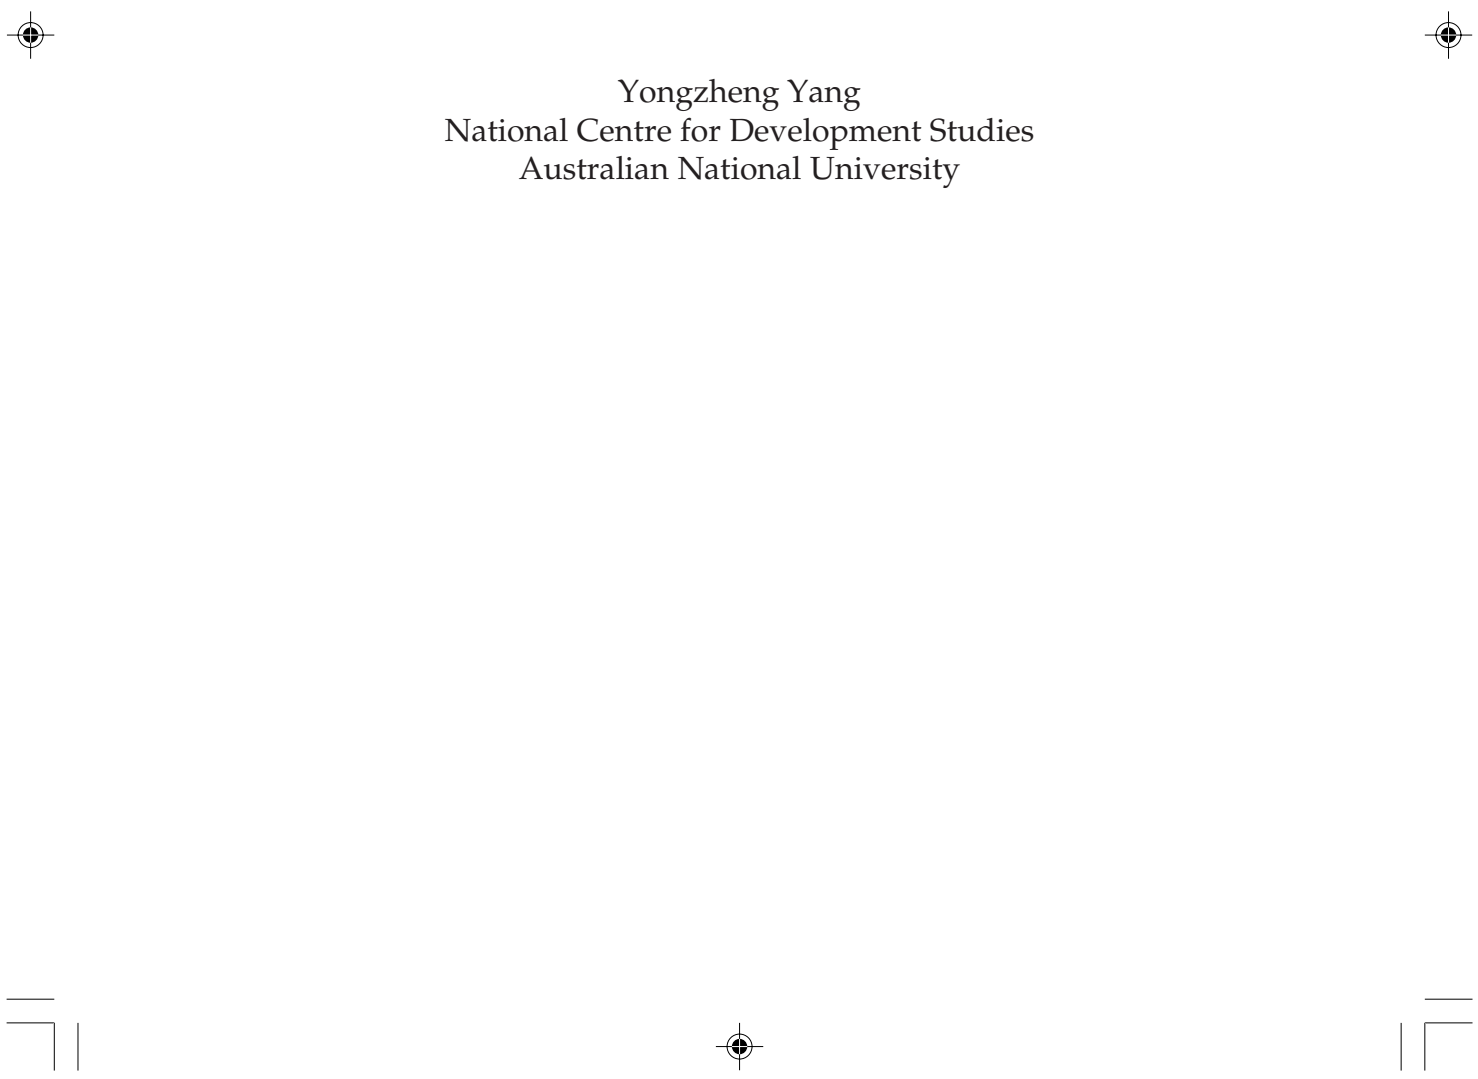 Yongzheng Yang
National Centre for Development Studies
Australian National University